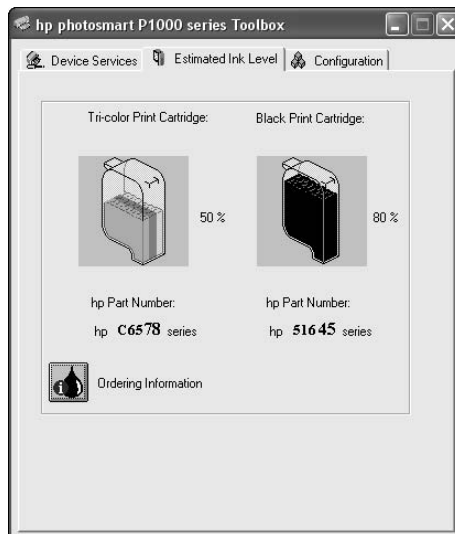 hp photosmart P1000 series Toolbox
Device Services Estimated Ink Level Configuration
Tri-color Print Cartridge: Black Print Cartridge:
50 % 80 %
hp Part Number: hp Part Number:
hp C6578 series hp 51645 series
Ordering Information